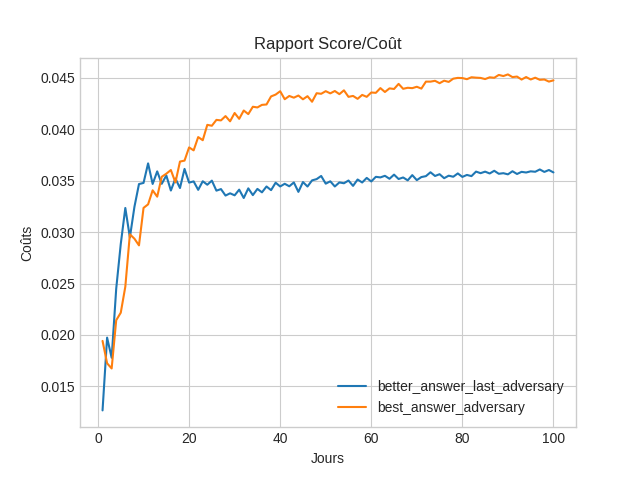 Rapport Score/Coût
0.045
0.040
0.035
0.030
0.025
0.020
0.015
Coûts
better_answer_last_adversary
best_answer_adversary
0 20 40 60 80 100
Jours